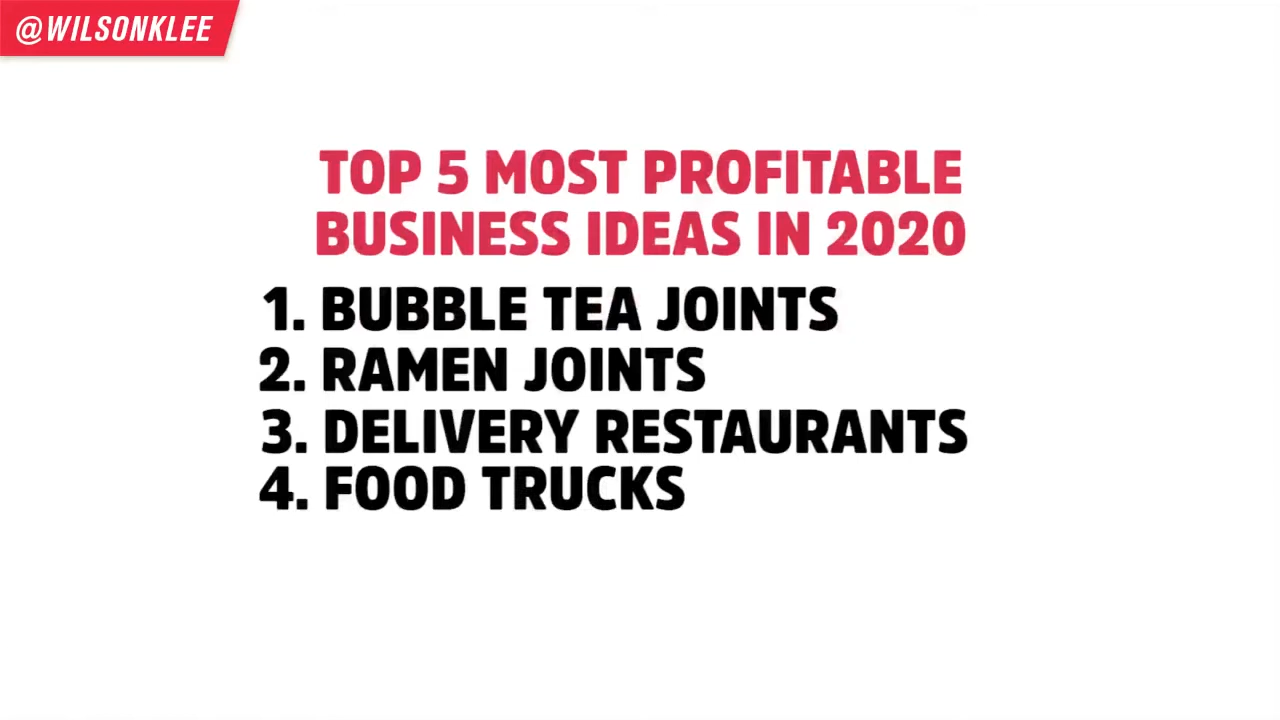 @WILSONKLEE
TOP 5 MOST PROFITABLE
BUSINESS IDEAS IN 2020
1. BUBBLE TEA JOINTS
2. RAMEN JOINTS
3. DELIVERY RESTAURANTS
4. FOOD TRUCKS